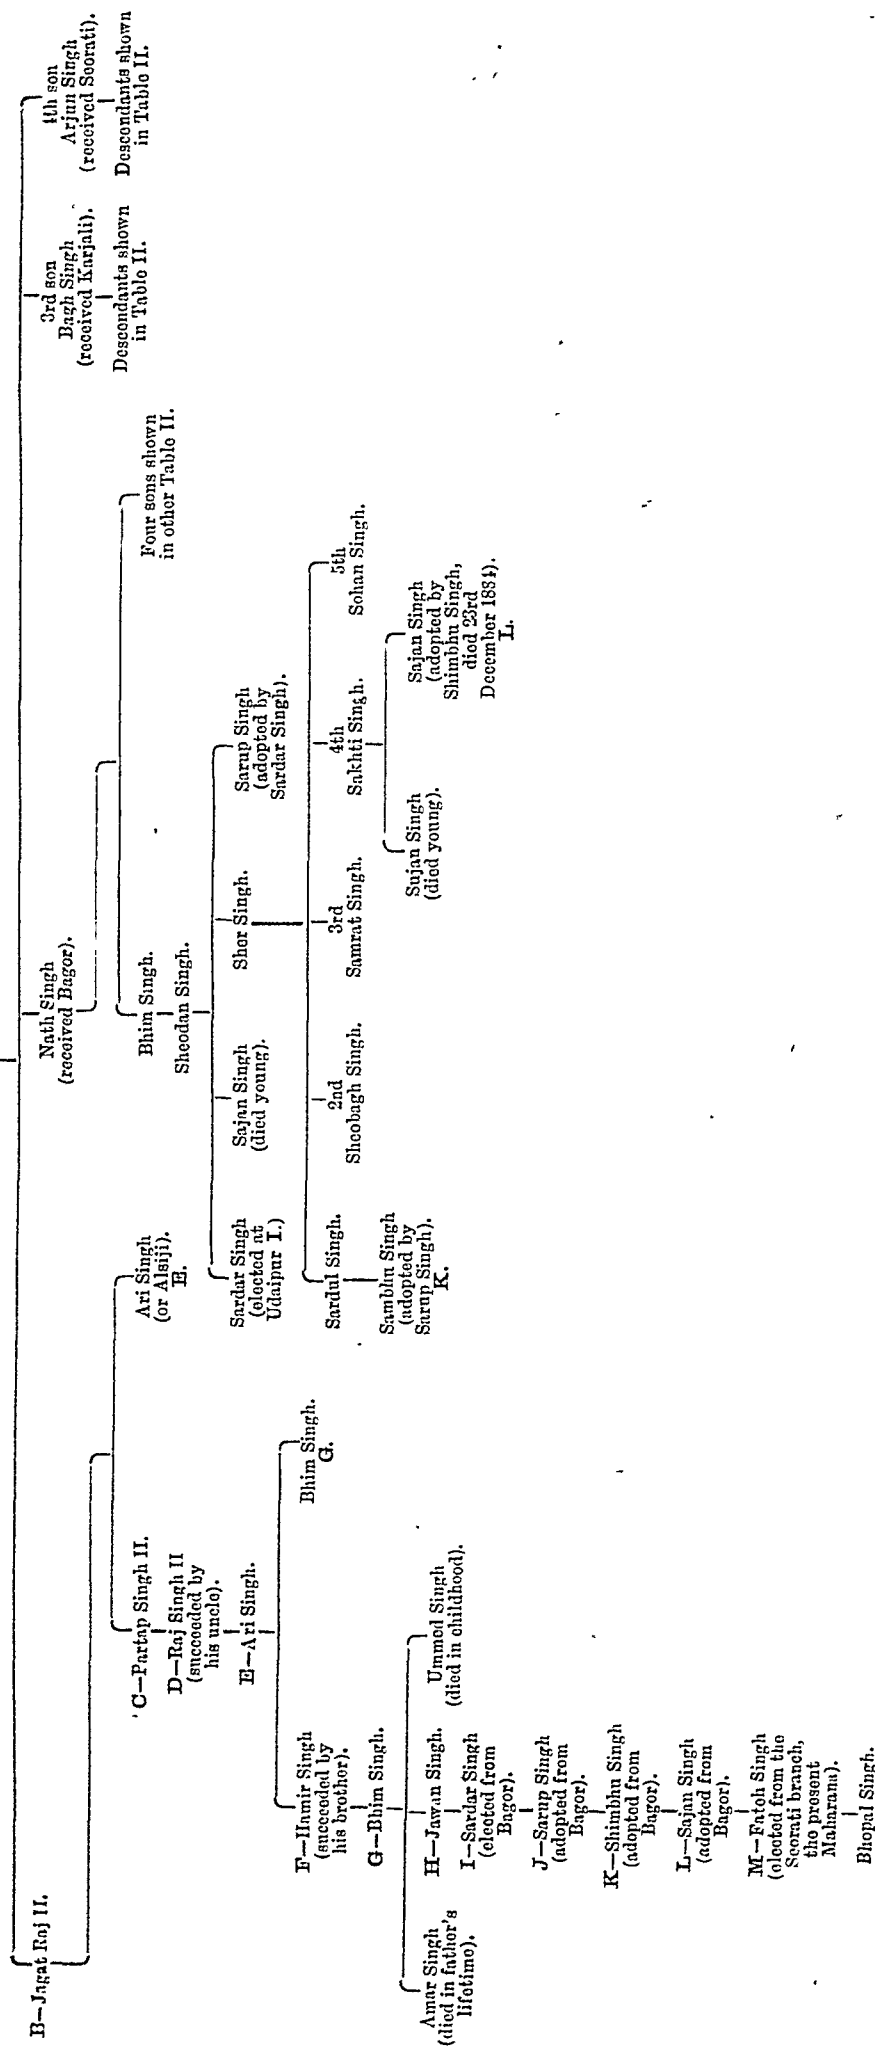 B—Jagat Raj II.
Nath Singh
(received Bagor).
3rd son
Bagh Singh
(received Karjali).
Descendants shown
in Table II.
4th son
Arjun Singh
(received Seorati).
Descendants shown
in Table II.
C—Partap Singh II.
D—Raj Singh II
(succeeded by
his uncle).
E—Ari Singh.
Ari Singh
(or Alsiji).
E.
Bhim Singh.
Sheodan Singh.
Four sons shown
in other Table II.
Sardar Singh
(elected at
Udaipur I.)
Sajan Singh
(died young).
Sher Singh.
Sarup Singh
(adopted by
Sardar Singh).
F—Hamir Singh
(succeeded by
his brother).
G—Bhim Singh.
Bhim Singh.
G.
Sardul Singh.
2nd
Sheobagh Singh.
3rd
Samrat Singh.
4th
Sakhti Singh.
5th
Sohan Singh.
Sambhu Singh
(adopted by
Sarup Singh).
K.
Sujan Singh
(died young).
Sajan Singh
(adopted by
Shimbhu Singh,
died 23rd
December 1884).
L.
Amar Singh
(died in father's
lifetime).
H—Jawan Singh.
Ummed Singh
(died in childhood).
I—Sardar Singh
(elected from
Bagor).
J—Sarup Singh
(adopted from
Bagor).
K—Shimbhu Singh
(adopted from
Bagor).
L—Sajan Singh
(adopted from
Bagor).
M—Fateh Singh
(elected from the
Seorati branch,
the present
Maharana).
Bhopal Singh.